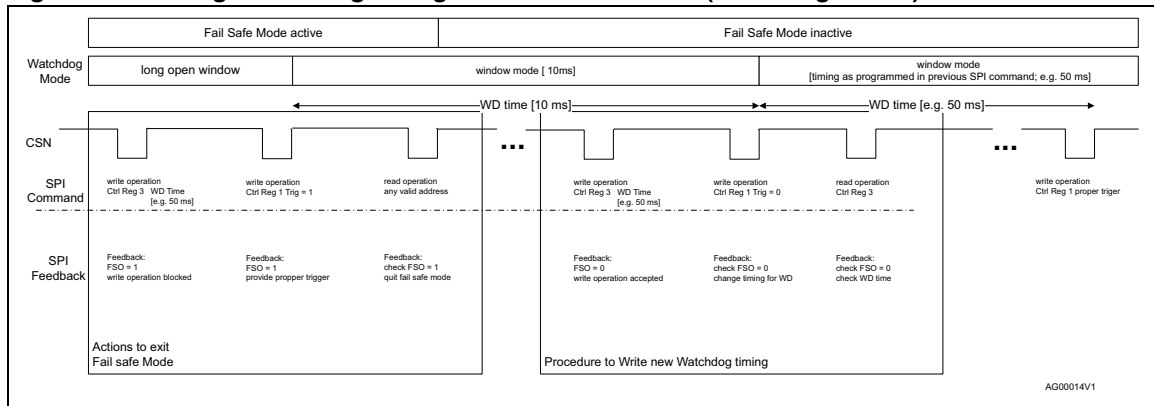 Fail Safe Mode active
Fail Safe Mode inactive
Watchdog
Mode
long open window
window mode [ 10ms]
window mode
[timing as programmed in previous SPI command; e.g. 50 ms]
WD time [10 ms]
WD time [e.g. 50 ms]
CSN
...
...
SPI
Command
write operation
Ctrl Reg 3 WD Time
[e.g. 50 ms]
write operation
Ctrl Reg 1 Trig = 1
read operation
any valid address
write operation
Ctrl Reg 3 WD Time
[e.g. 50 ms]
write operation
Ctrl Reg 1 Trig = 0
read operation
Ctrl Reg 3
write operation
Ctrl Reg 1 proper triger
SPI
Feedback
Feedback:
FSO = 1
write operation blocked
Feedback:
FSO = 1
provide propper trigger
Feedback:
check FSO = 1
quit fail safe mode
Feedback:
FSO = 0
write operation accepted
Feedback:
check FSO = 0
change timing for WD
Feedback:
check FSO = 0
check WD time
Actions to exit
Fail safe Mode
Procedure to Write new Watchdog timing
AG00014V1